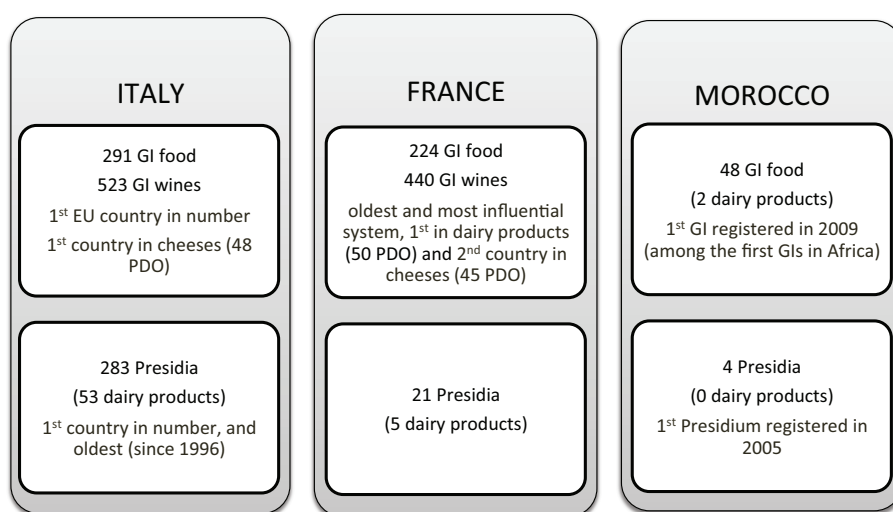 ITALY
291 GI food
523 GI wines
1st EU country in number
1st country in cheeses (48
PDO)
283 Presidia
(53 dairy products)
1st country in number, and
oldest (since 1996)
FRANCE
224 GI food
440 GI wines
oldest and most influential
system, 1st in dairy products
(50 PDO) and 2nd country in
cheeses (45 PDO)
21 Presidia
(5 dairy products)
MOROCCO
48 GI food
(2 dairy products)
1st GI registered in 2009
(among the first GIs in Africa)
4 Presidia
(0 dairy products)
1st Presidium registered in
2005